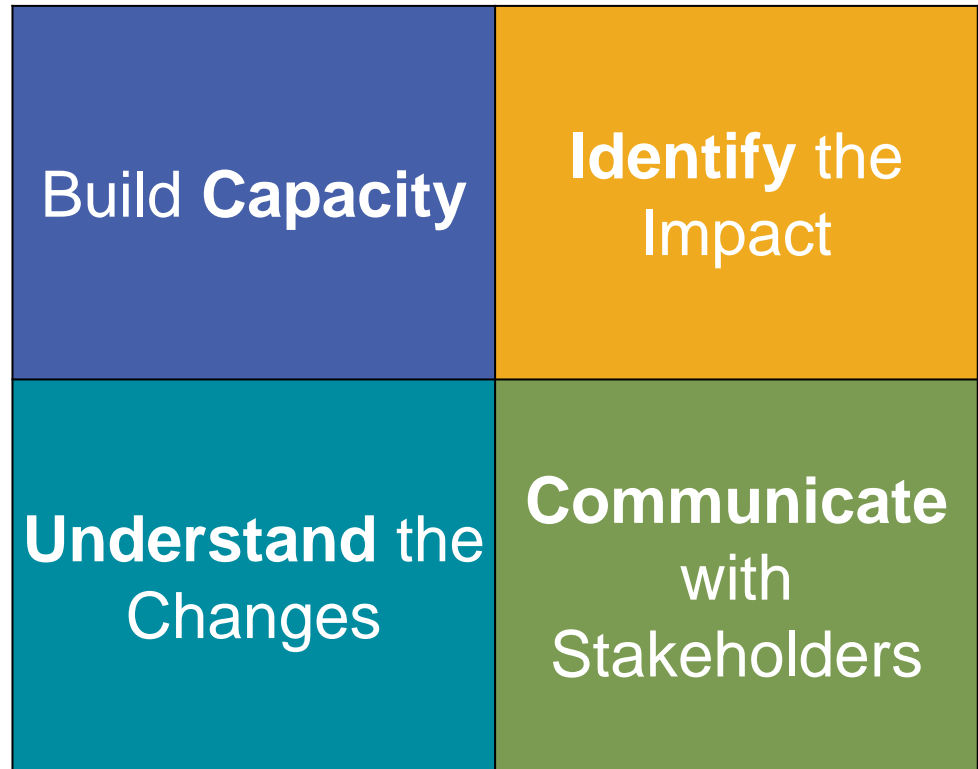 Build Capacity
Identify the
Impact
Understand the
Changes
Communicate
with
Stakeholders